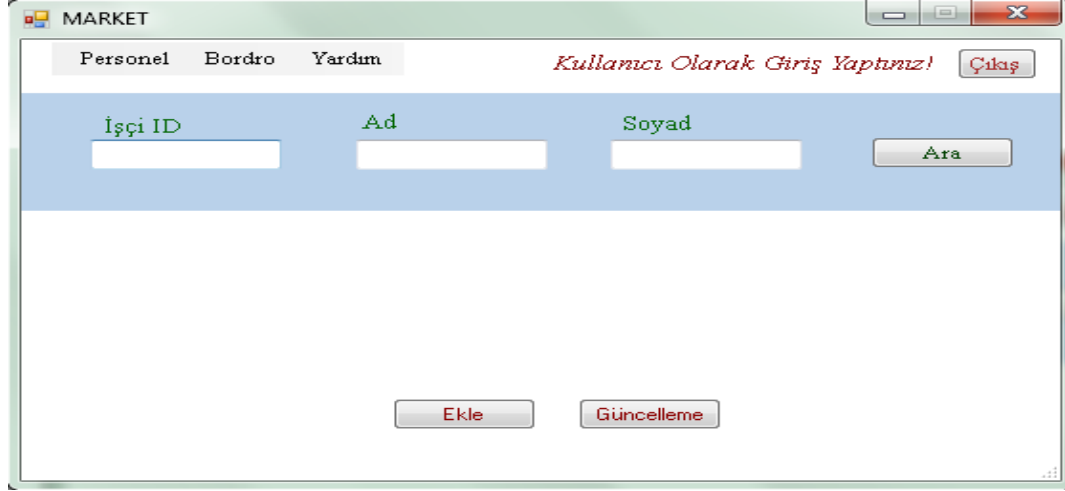 MARKET
Personel Bordro Yardım Kullanıcı Olarak Giriş Yaptınız! Çıkış
İşçi ID Ad Soyad
Ara
Ekle Güncelleme